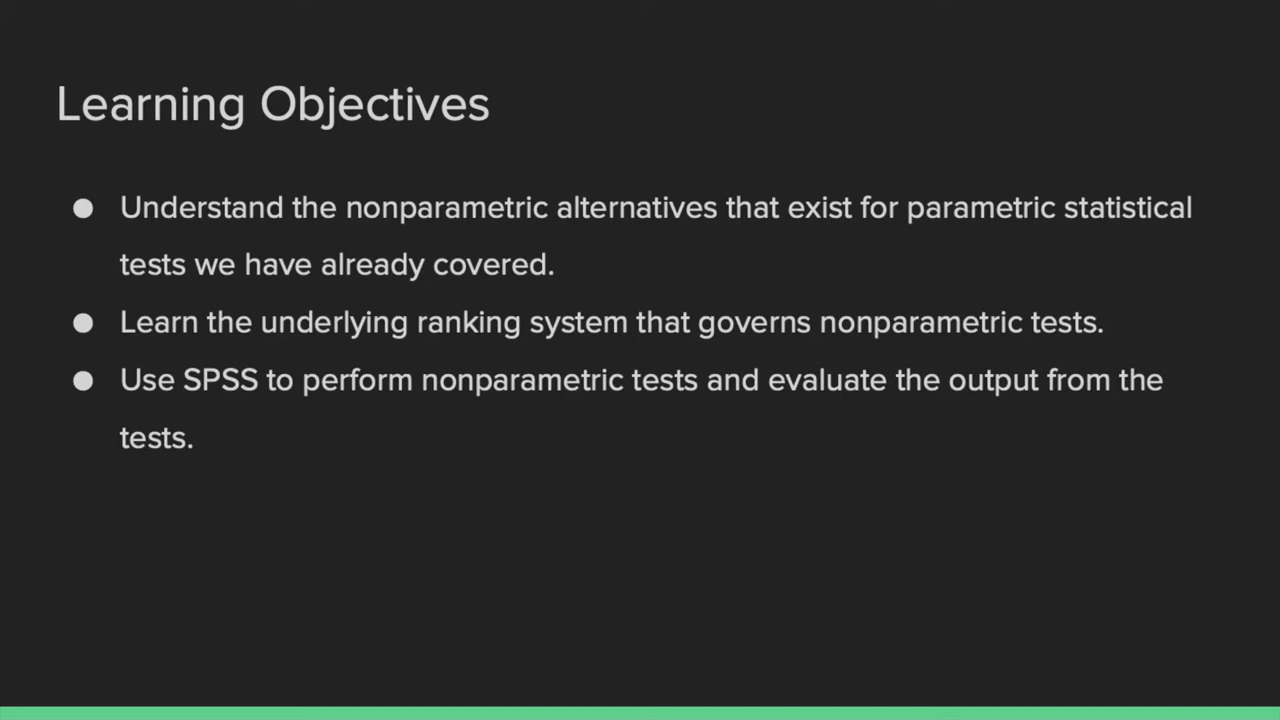 Learning Objectives
● Understand the nonparametric alternatives that exist for parametric statistical
tests we have already covered.
● Learn the underlying ranking system that governs nonparametric tests.
● Use SPSS to perform nonparametric tests and evaluate the output from the
tests.